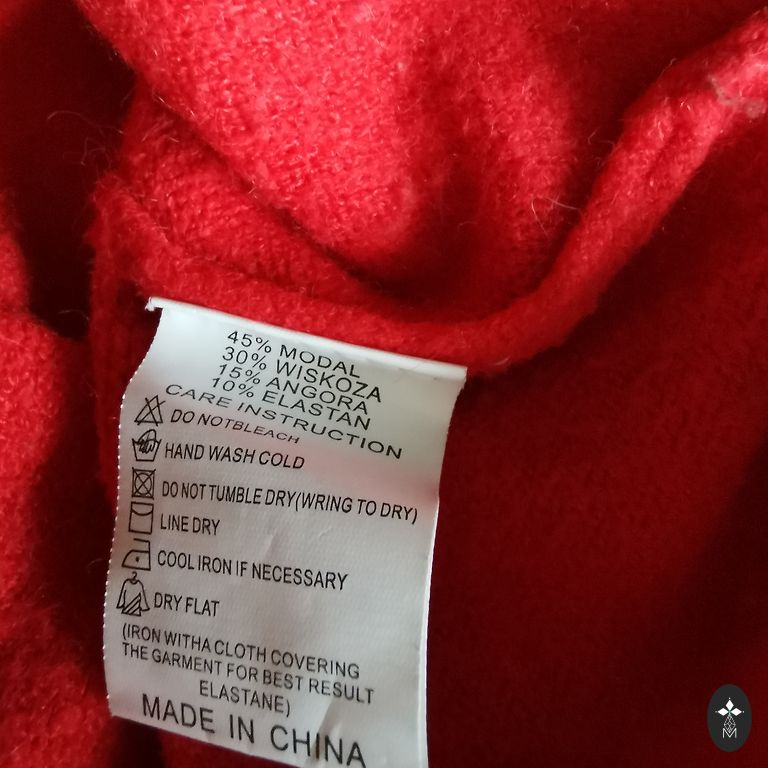 45% MODAL
30% WISKOZA
15% ANGORA
10% ELASTAN
CARE INSTRUCTION
DO NOTBLEACH
HAND WASH COLD
DO NOT TUMBLE DRY(WRING TO DRY)
LINE DRY
COOL IRON IF NECESSARY
DRY FLAT
(IRON WITHA CLOTH COVERING
THE GARMENT FOR BEST RESULT
ELASTANE)
MADE IN CHINA
M